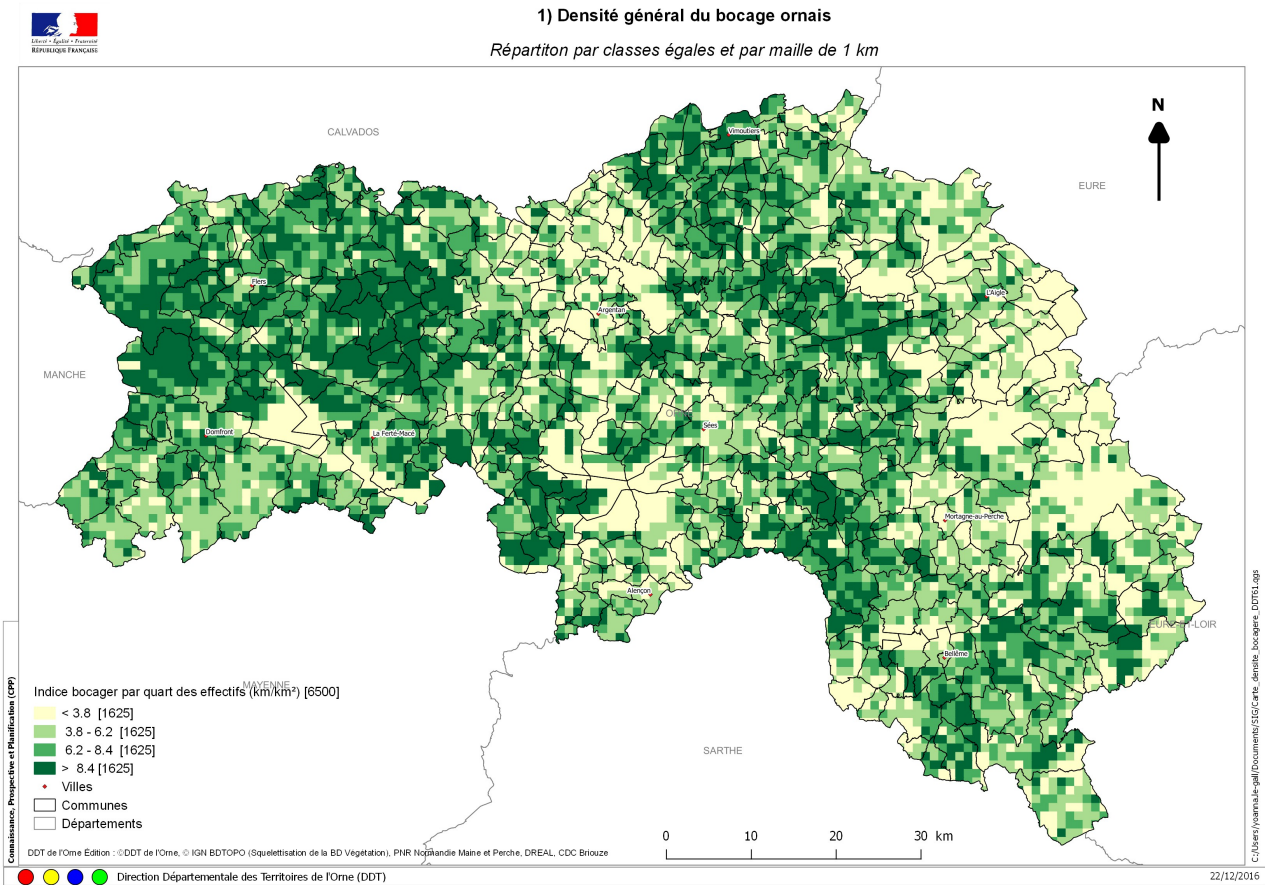 1) Densité général du bocage ornais
Répartiton par classes égales et par maille de 1 km
Liberté • Égalité • Fraternité
RÉPUBLIQUE FRANÇAISE
N
CALVADOS
EURE
MANCHE
ORNE
MAYENNE
SARTHE
EURE-ET-LOIR
Vimoutiers
Flers
Argentan
L'Aigle
Domfront
La Ferté-Macé
Sées
Mortagne-au-Perche
Alençon
Bellême
Indice bocager par quart des effectifs (km/km²) [6500]
< 3.8 [1625]
3.8 - 6.2 [1625]
6.2 - 8.4 [1625]
> 8.4 [1625]
Villes
Communes
Départements
0 10 20 30 km
DDT de l'Orne Édition : ©DDT de l'Orne, © IGN BDTOPO (Squelettisation de la BD Végétation), PNR Normandie Maine et Perche, DREAL, CDC Briouze
Connaissance, Prospective et Planification (CPP)
C:/Users/yoanna.le-gall/Documents/SIG/Carte_densite_bocagere_DDT61.qgs
Direction Départementale des Territoires de l'Orne (DDT)
22/12/2016